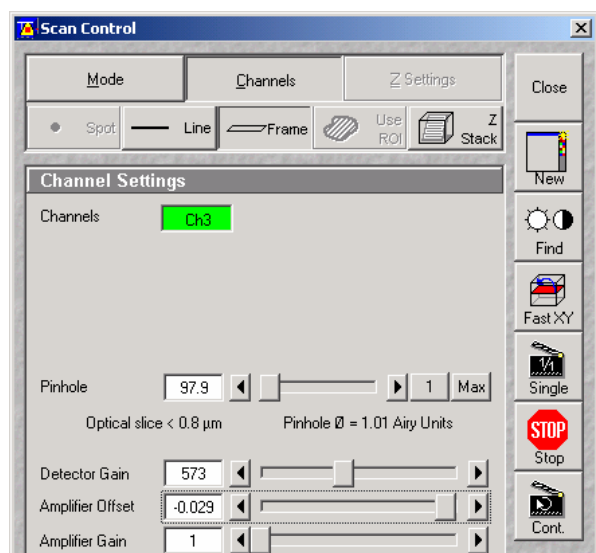 Scan Control
Mode Channels Z Settings Close
Spot Line Frame Use ROI Z Stack
New
Channel Settings
Channels Ch3
Find
Fast XY
Pinhole 97.9 1 Max
1/1
Single
Optical slice < 0.8 µm Pinhole Ø = 1.01 Airy Units
STOP
Stop
Detector Gain 573
Amplifier Offset -0.029
Cont.
Amplifier Gain 1